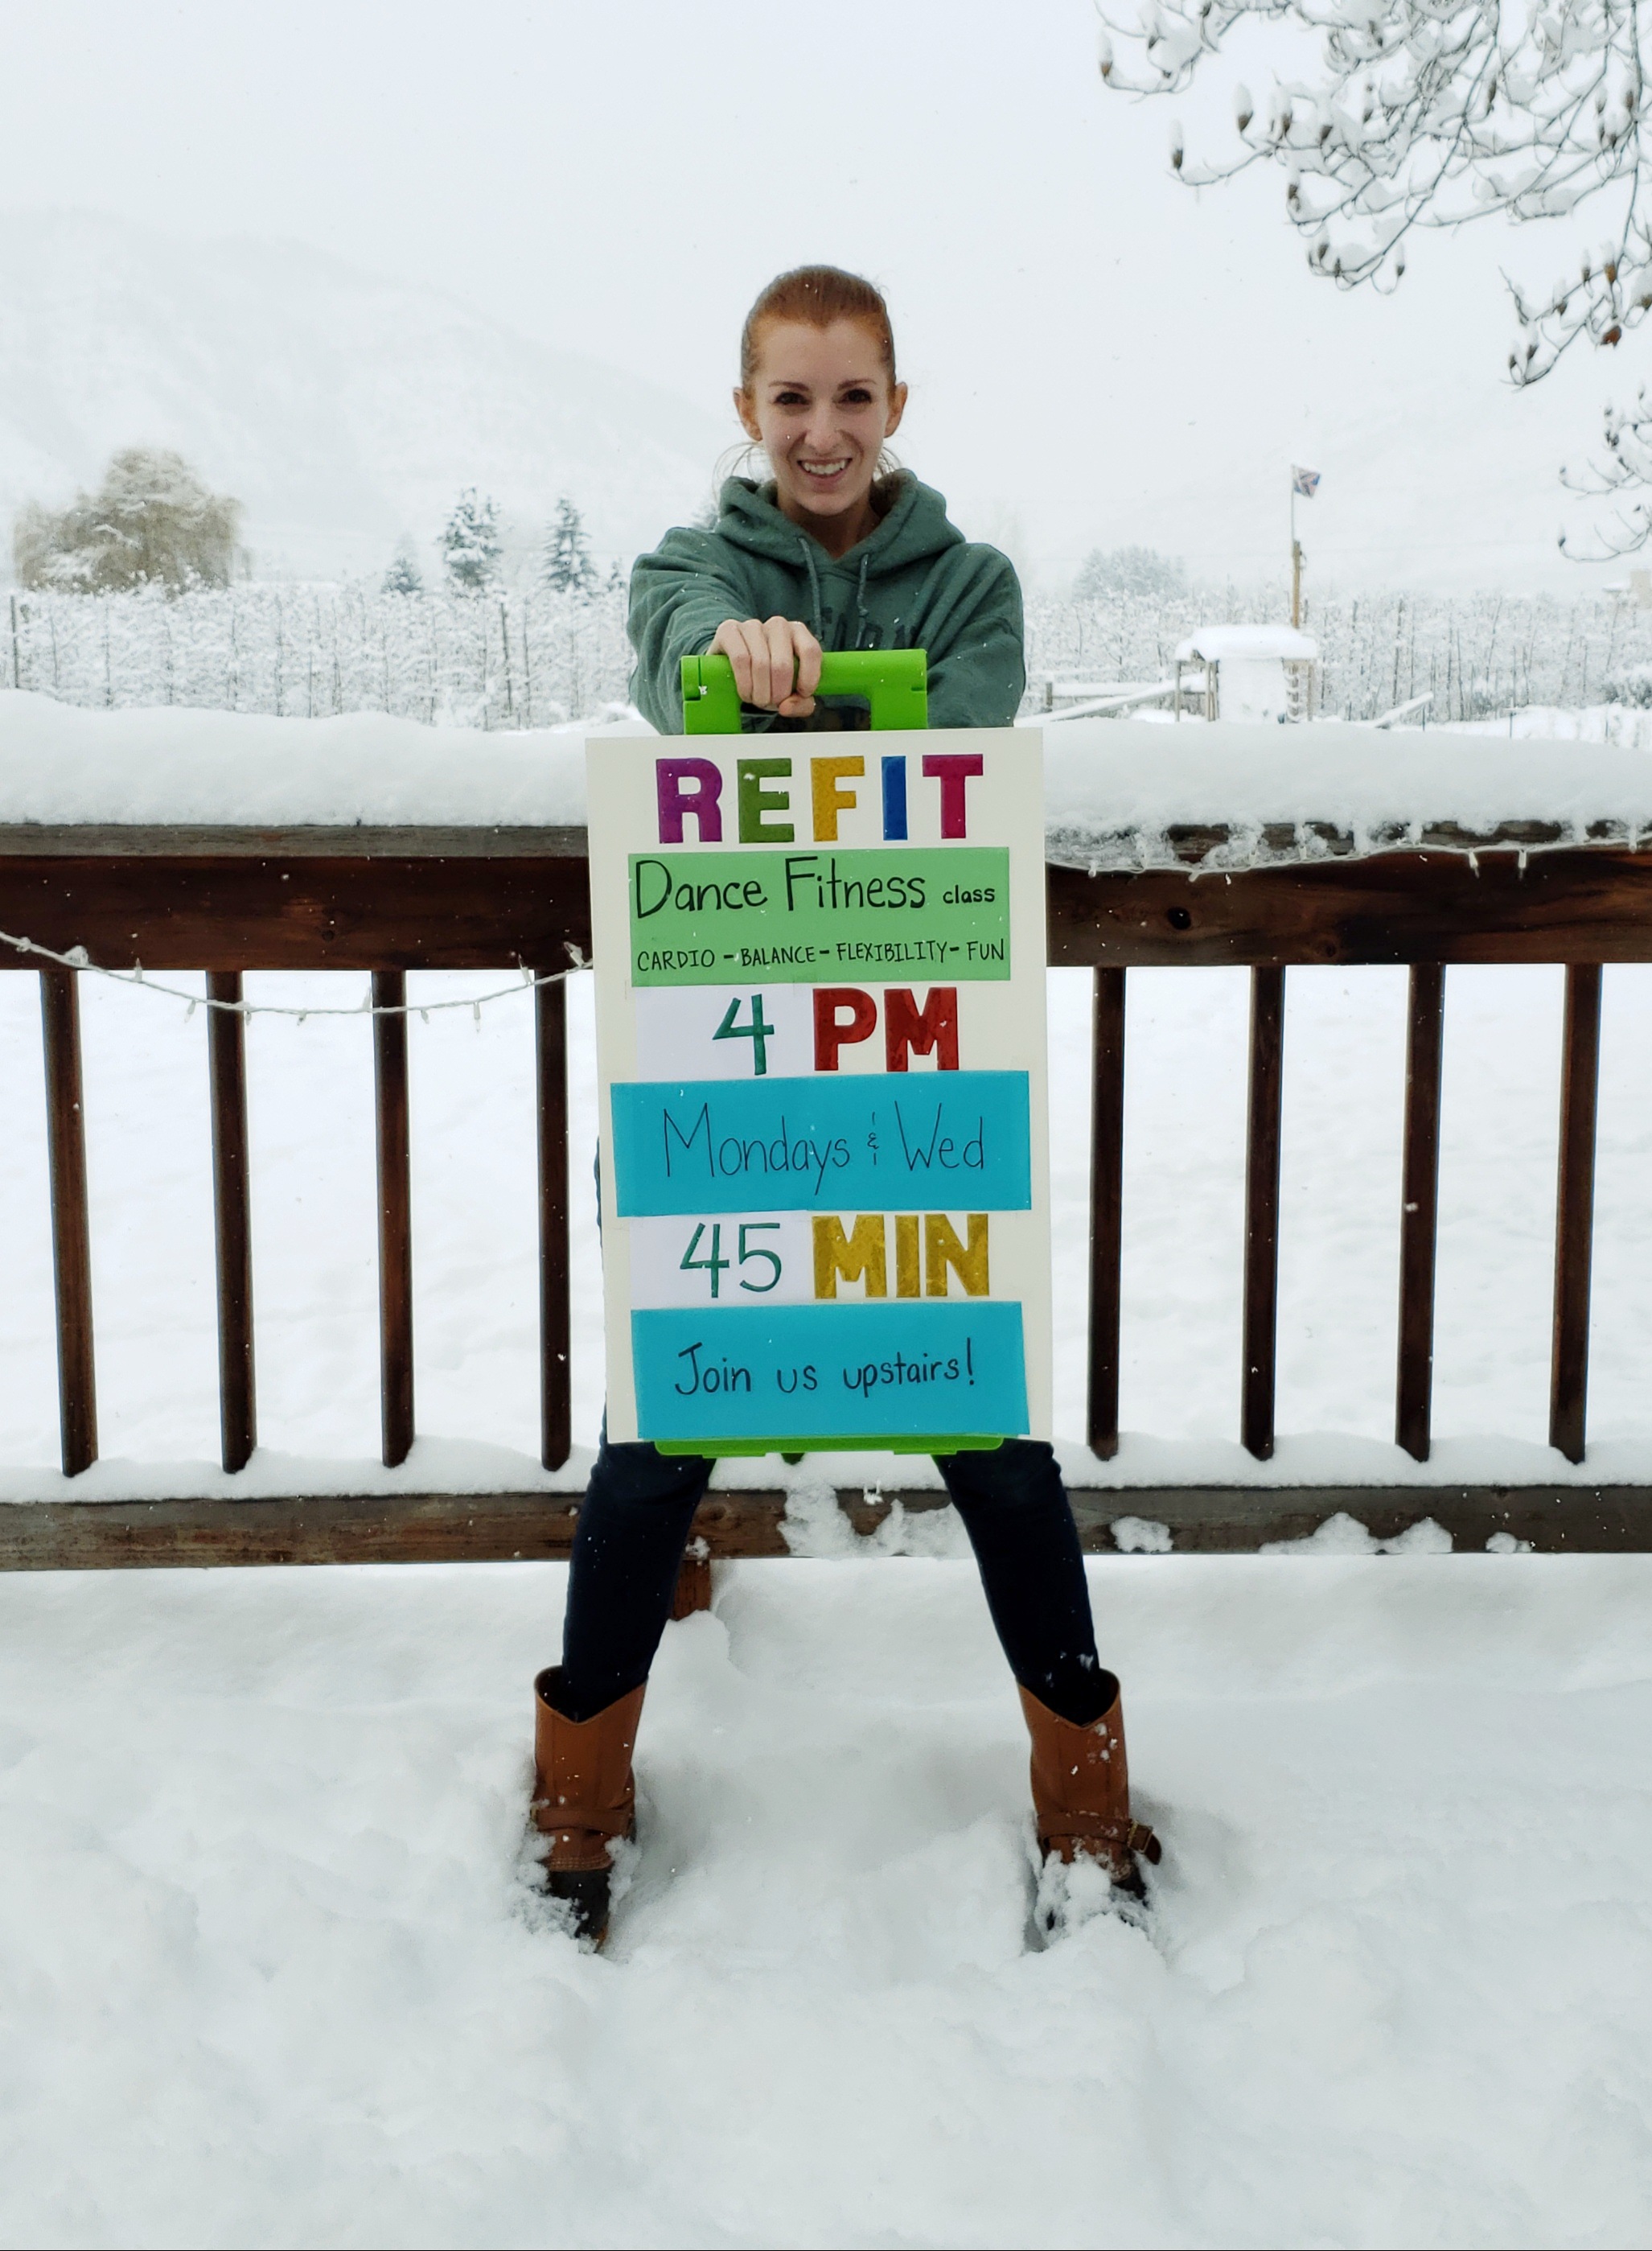 REFIT
Dance Fitness class
CARDIO - BALANCE - FLEXIBILITY - FUN
4 PM
Mondays & Wed
45 MIN
Join us upstairs!